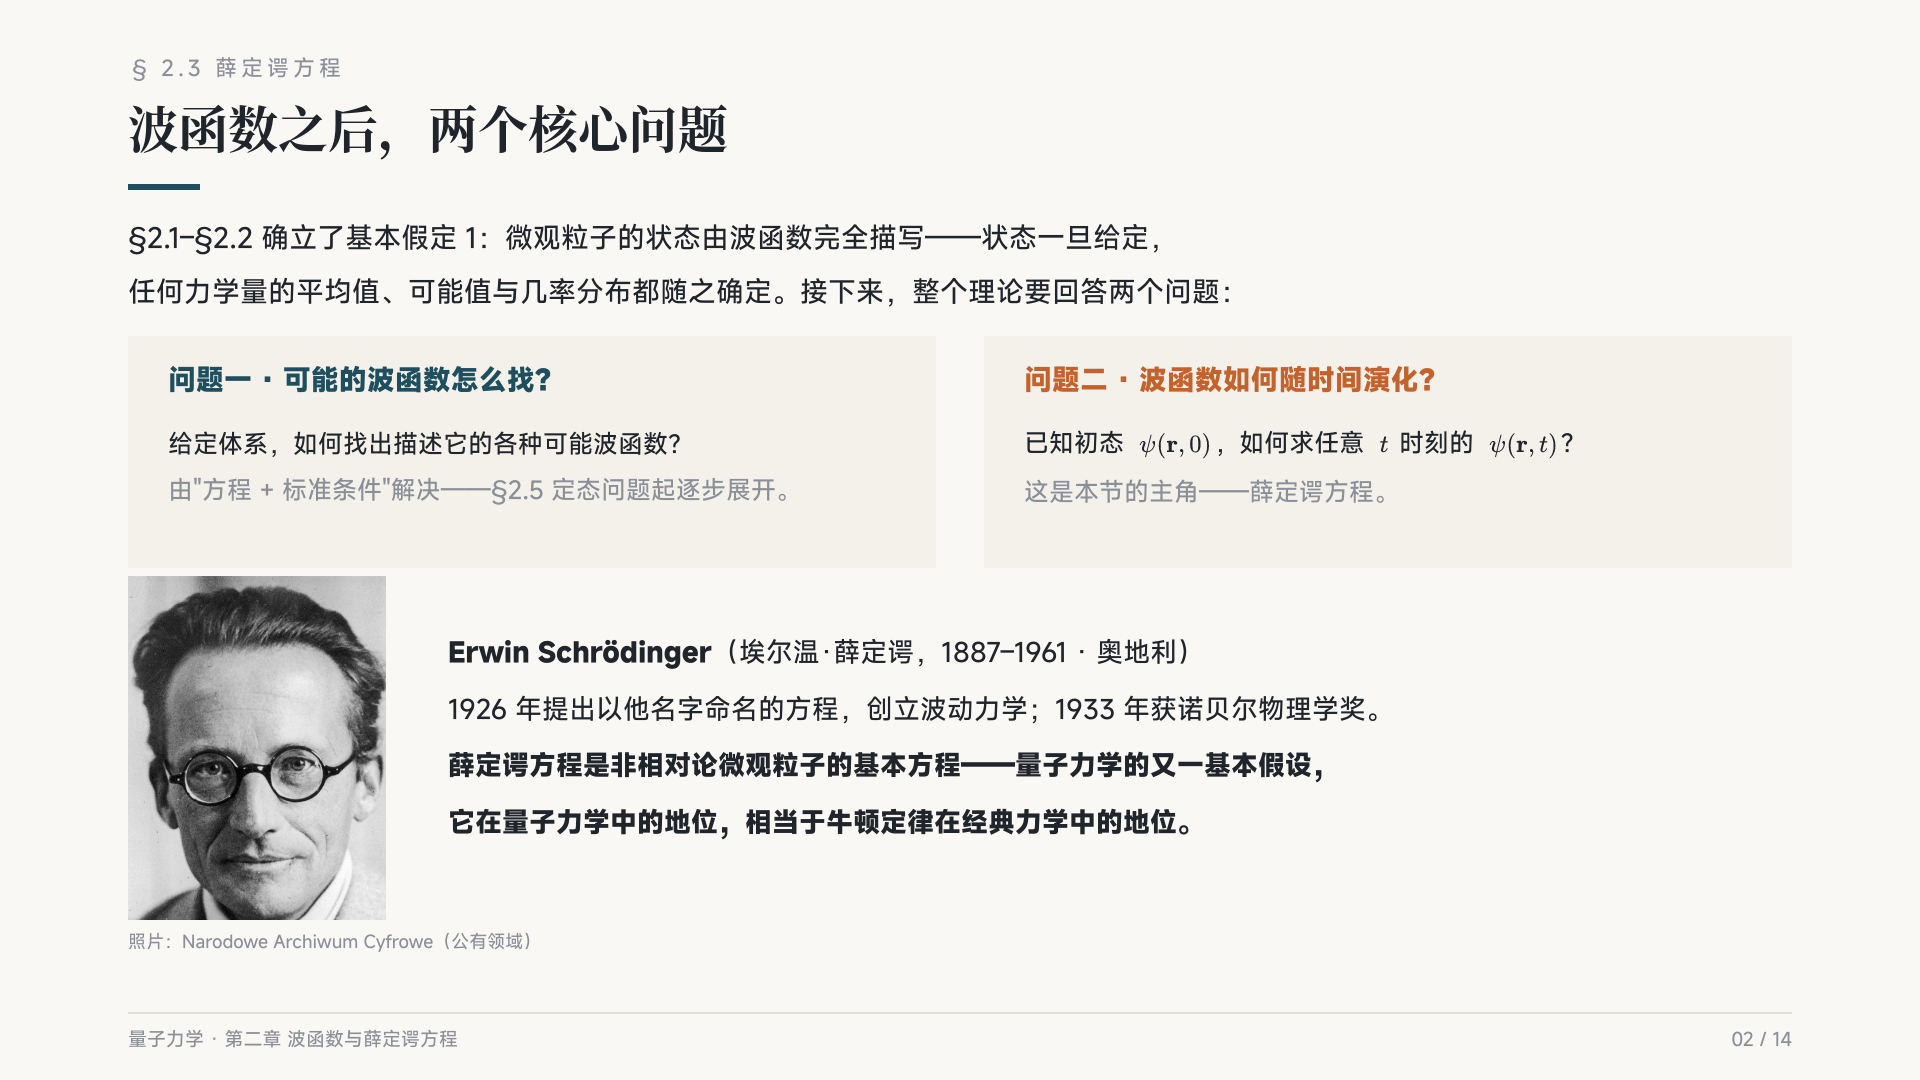 § 2.3 薛定谔方程
波函数之后，两个核心问题
§2.1–§2.2 确立了基本假定 1：微观粒子的状态由波函数完全描写——状态一旦给定，
任何力学量的平均值、可能值与几率分布都随之确定。接下来，整个理论要回答两个问题：
问题一 · 可能的波函数怎么找？
给定体系，如何找出描述它的各种可能波函数？
由"方程 + 标准条件"解决——§2.5 定态问题起逐步展开。
问题二 · 波函数如何随时间演化？
已知初态 ψ(r, 0)，如何求任意 t 时刻的 ψ(r, t)？
这是本节的主角——薛定谔方程。
Erwin Schrödinger（埃尔温·薛定谔，1887–1961 · 奥地利）
1926 年提出以他名字命名的方程，创立波动力学；1933 年获诺贝尔物理学奖。
薛定谔方程是非相对论微观粒子的基本方程——量子力学的又一基本假设，
它在量子力学中的地位，相当于牛顿定律在经典力学中的地位。
照片：Narodowe Archiwum Cyfrowe（公有领域）
量子力学 · 第二章 波函数与薛定谔方程
02 / 14